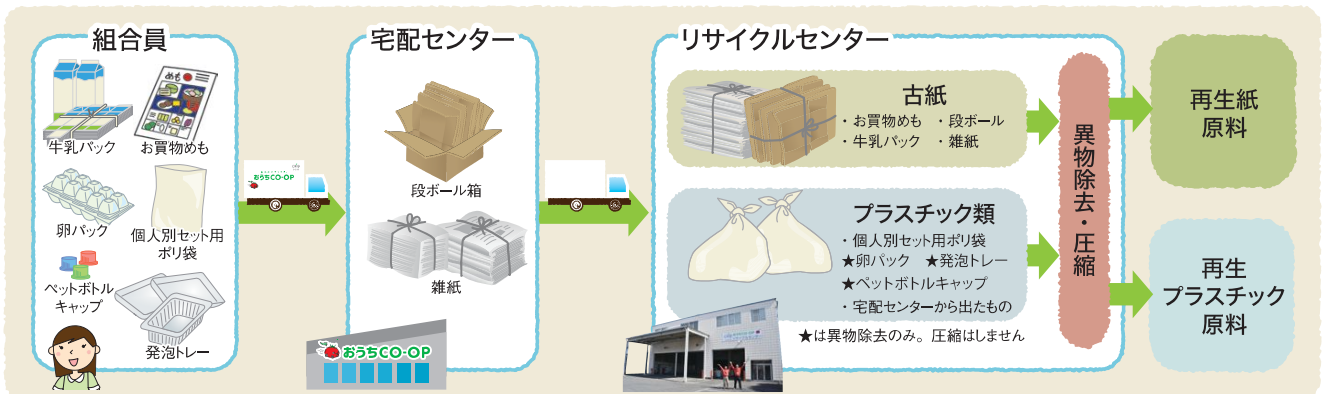 組合員
牛乳パック
めも
お買物めも
卵パック
個人別セット用
ポリ袋
ペットボトル
キャップ
発泡トレー
おうちCO-OP
宅配センター
段ボール箱
雑紙
おうちCO-OP
リサイクルセンター
古紙
・お買物めも ・段ボール
・牛乳パック ・雑紙
プラスチック類
・個人別セット用ポリ袋
★卵パック ★発泡トレー
★ペットボトルキャップ
・宅配センターから出たもの
★は異物除去のみ。圧縮はしません
異物除去・圧縮
再生紙
原料
再生
プラスチック
原料